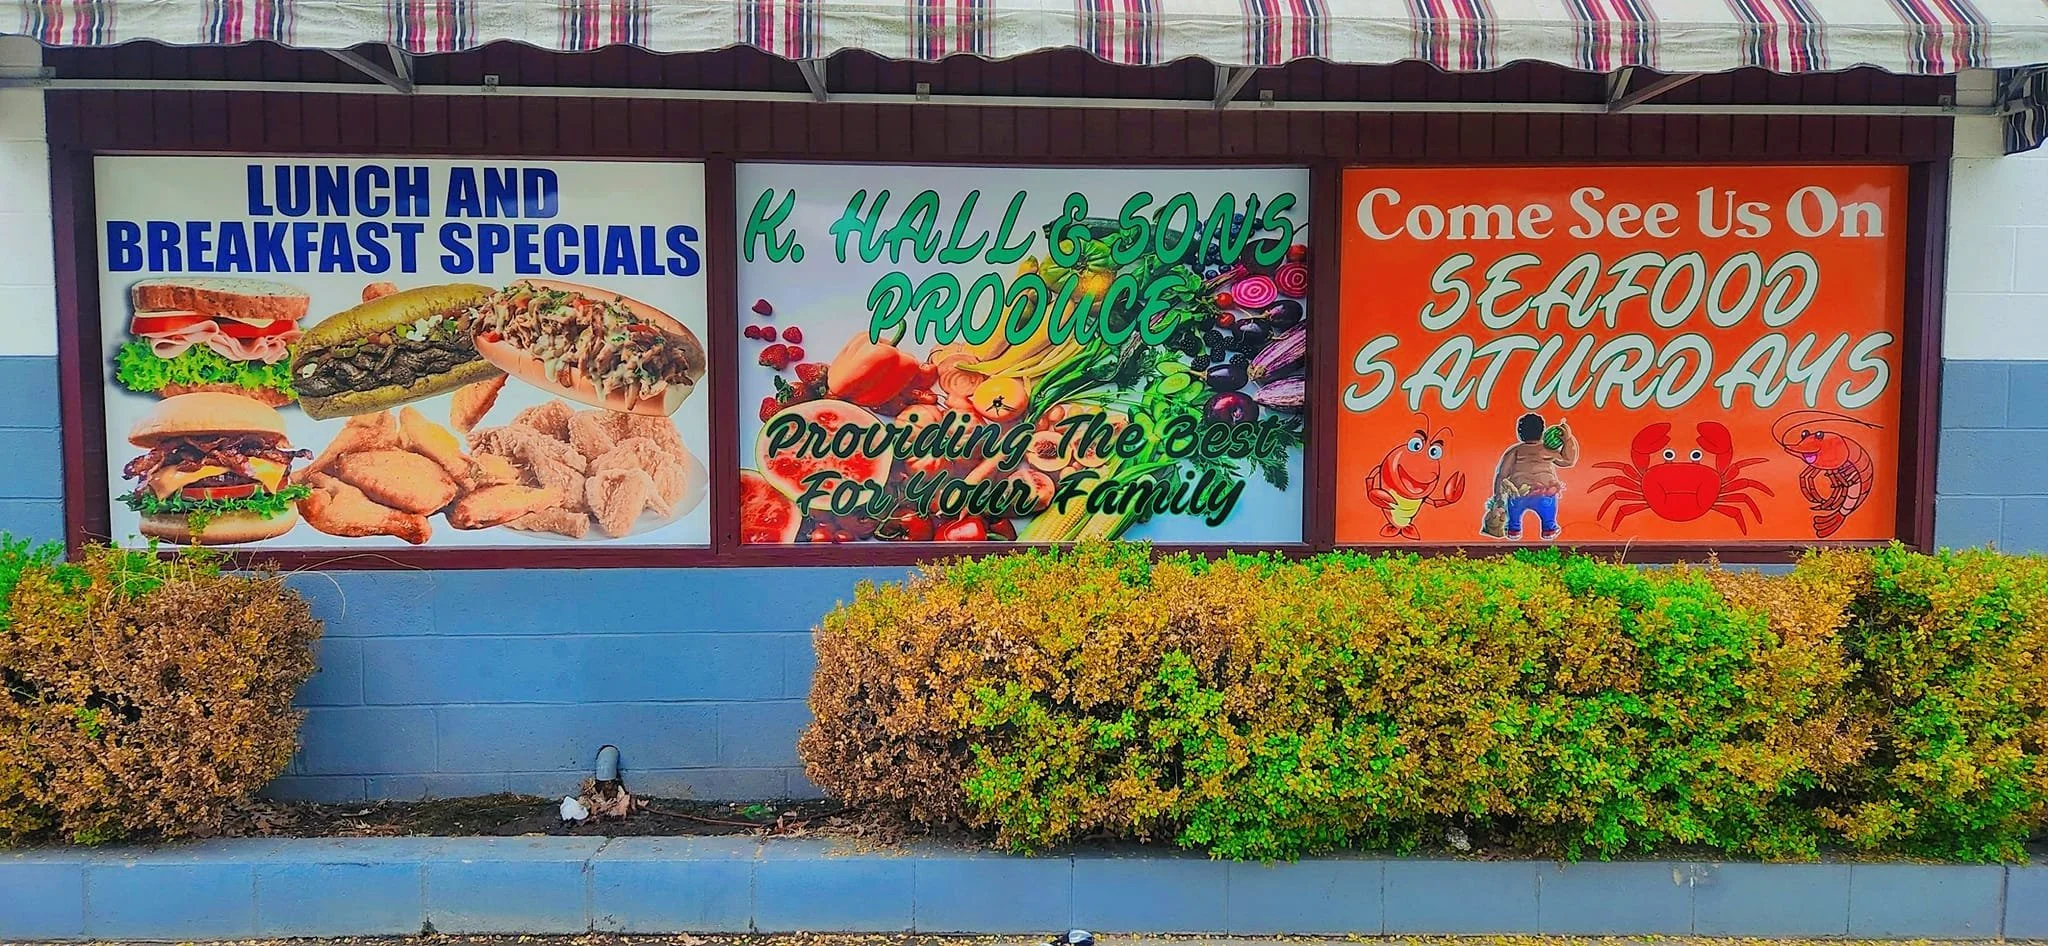 LUNCH AND
BREAKFAST SPECIALS
K. HALL & SONS
PRODUCE
Providing The Best
For Your Family
Come See Us On
SEAFOOD
SATURDAYS